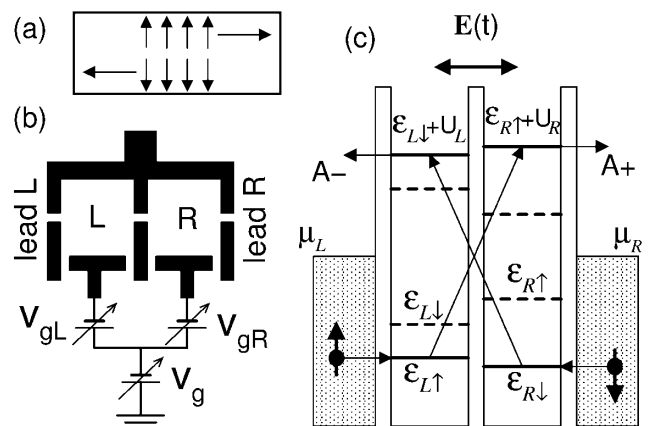 (a)
(b)
lead L
L
R
lead R
V_gL
V_gR
V_g
(c)
E(t)
ε_L↓+U_L
ε_R↑+U_R
A−
A+
μ_L
μ_R
ε_L↓
ε_R↑
ε_L↑
ε_R↓